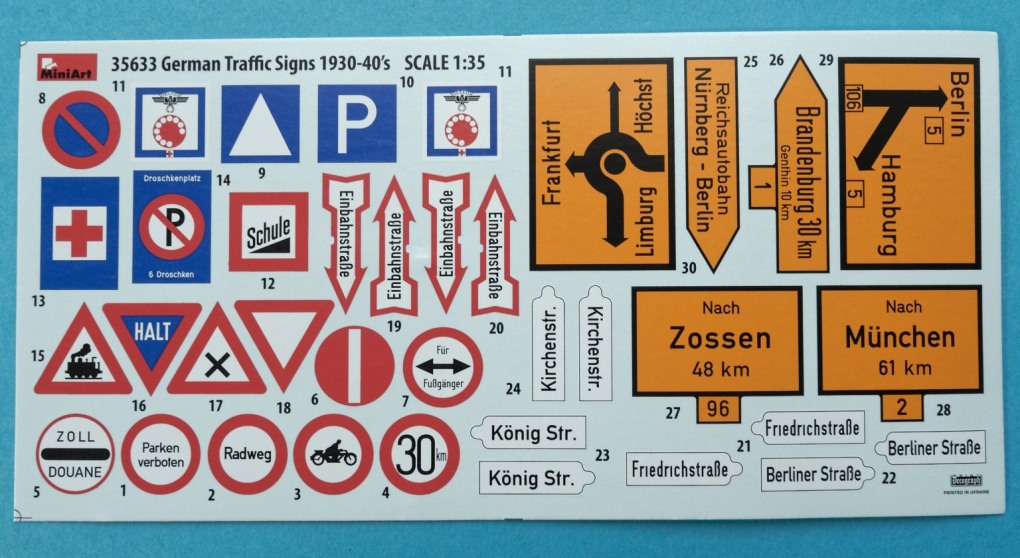 MiniArt
35633 German Traffic Signs 1930-40's SCALE 1:35
8
11
10
11
P
9
13
Droschkenplatz
P
6 Droschken
14
Schule
12
Einbahnstraße
Einbahnstraße
Einbahnstraße
Einbahnstraße
19
20
15
HALT
16
17
18
6
Für
Fußgänger
7
ZOLL
DOUANE
5
Parken
verboten
1
Radweg
2
3
30 km
4
Frankfurt
Höchst
Limburg
30
Reichsautobahn
Nürnberg - Berlin
25
26
Brandenburg 30 km
Genthin 10 km
1
29
106
Berlin
5
Hamburg
5
Kirchenstr.
Kirchenstr.
24
Nach
Zossen
48 km
96
27
Nach
München
61 km
2
28
König Str.
König Str.
23
21
Friedrichstraße
Friedrichstraße
Berliner Straße
Berliner Straße
22
Decograph
PRINTED IN UKRAINE